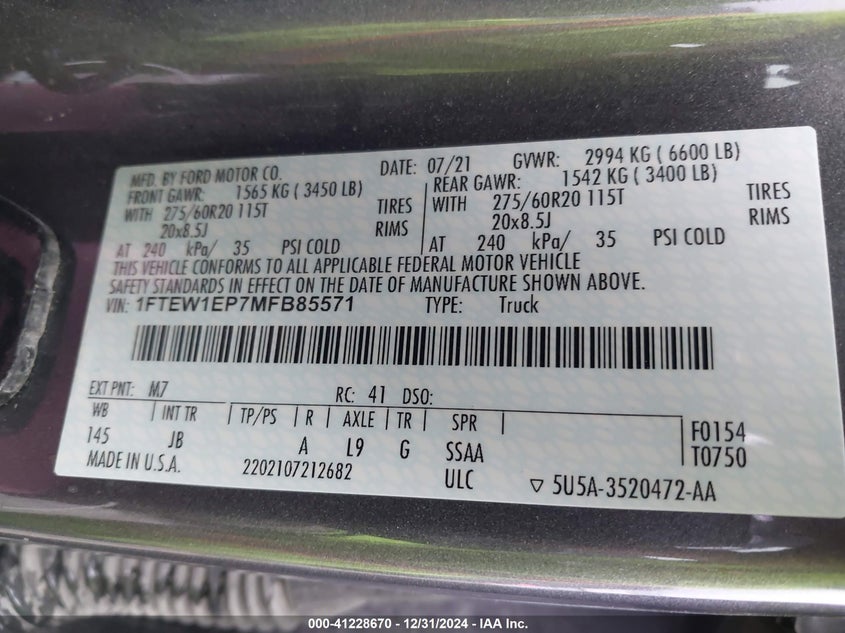 MFD. BY FORD MOTOR CO. DATE: 07/21 GVWR: 2994 KG ( 6600 LB)
FRONT GAWR: 1565 KG ( 3450 LB) REAR GAWR: 1542 KG ( 3400 LB)
WITH 275/60R20 115T TIRES WITH 275/60R20 115T TIRES
20x8.5J RIMS 20x8.5J RIMS
AT 240 kPa/ 35 PSI COLD AT 240 kPa/ 35 PSI COLD
THIS VEHICLE CONFORMS TO ALL APPLICABLE FEDERAL MOTOR VEHICLE
SAFETY STANDARDS IN EFFECT ON THE DATE OF MANUFACTURE SHOWN ABOVE.
VIN: 1FTEW1EP7MFB85571 TYPE: Truck
EXT PNT: M7 RC: 41 DSO:
WB INT TR TP/PS R AXLE TR SPR F0154
145 JB A L9 G SSAA T0750
MADE IN U.S.A. 2202107212682 ULC ▽ 5U5A-3520472-AA
000-41228670 - 12/31/2024 - IAA Inc.